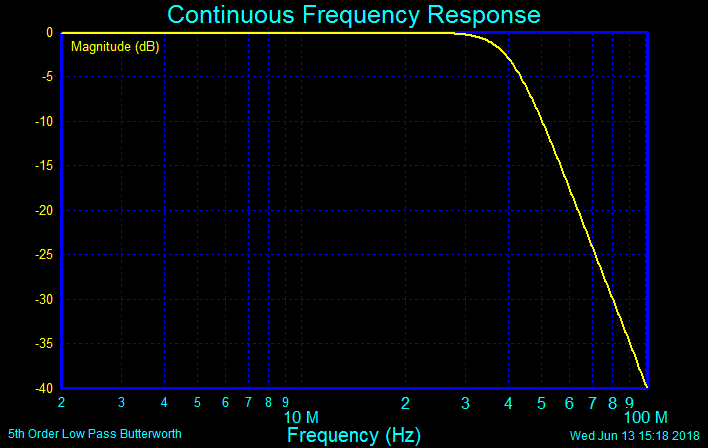 Continuous Frequency Response
Magnitude (dB)
0
-5
-10
-15
-20
-25
-30
-35
-40
2 3 4 5 6 7 8 9 10 M 2 3 4 5 6 7 8 9 100 M
5th Order Low Pass Butterworth
Frequency (Hz)
Wed Jun 13 15:18 2018